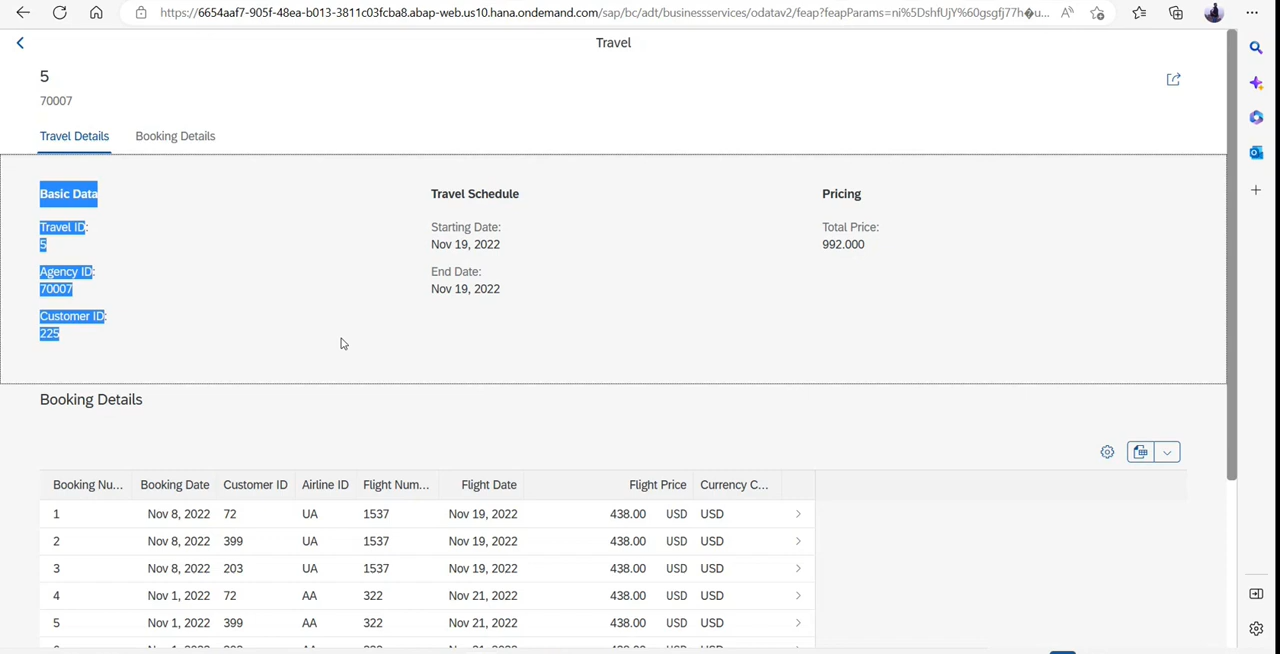 https://6654aaf7-905f-48ea-b013-3811c03fcba8.abap-web.us10.hana.ondemand.com/sap/bc/adt/businessservices/odatav2/feap?feapParams=ni%5DshfUjY%60gsgfj77h�u...
Travel
5
70007
Travel Details Booking Details
Basic Data Travel Schedule Pricing
Travel ID: Starting Date: Total Price:
5 Nov 19, 2022 992.000
Agency ID: End Date:
70007 Nov 19, 2022
Customer ID:
225
Booking Details
Booking Nu... Booking Date Customer ID Airline ID Flight Num... Flight Date Flight Price Currency C...
1 Nov 8, 2022 72 UA 1537 Nov 19, 2022 438.00 USD USD
2 Nov 8, 2022 399 UA 1537 Nov 19, 2022 438.00 USD USD
3 Nov 8, 2022 203 UA 1537 Nov 19, 2022 438.00 USD USD
4 Nov 1, 2022 72 AA 322 Nov 21, 2022 438.00 USD USD
5 Nov 1, 2022 399 AA 322 Nov 21, 2022 438.00 USD USD